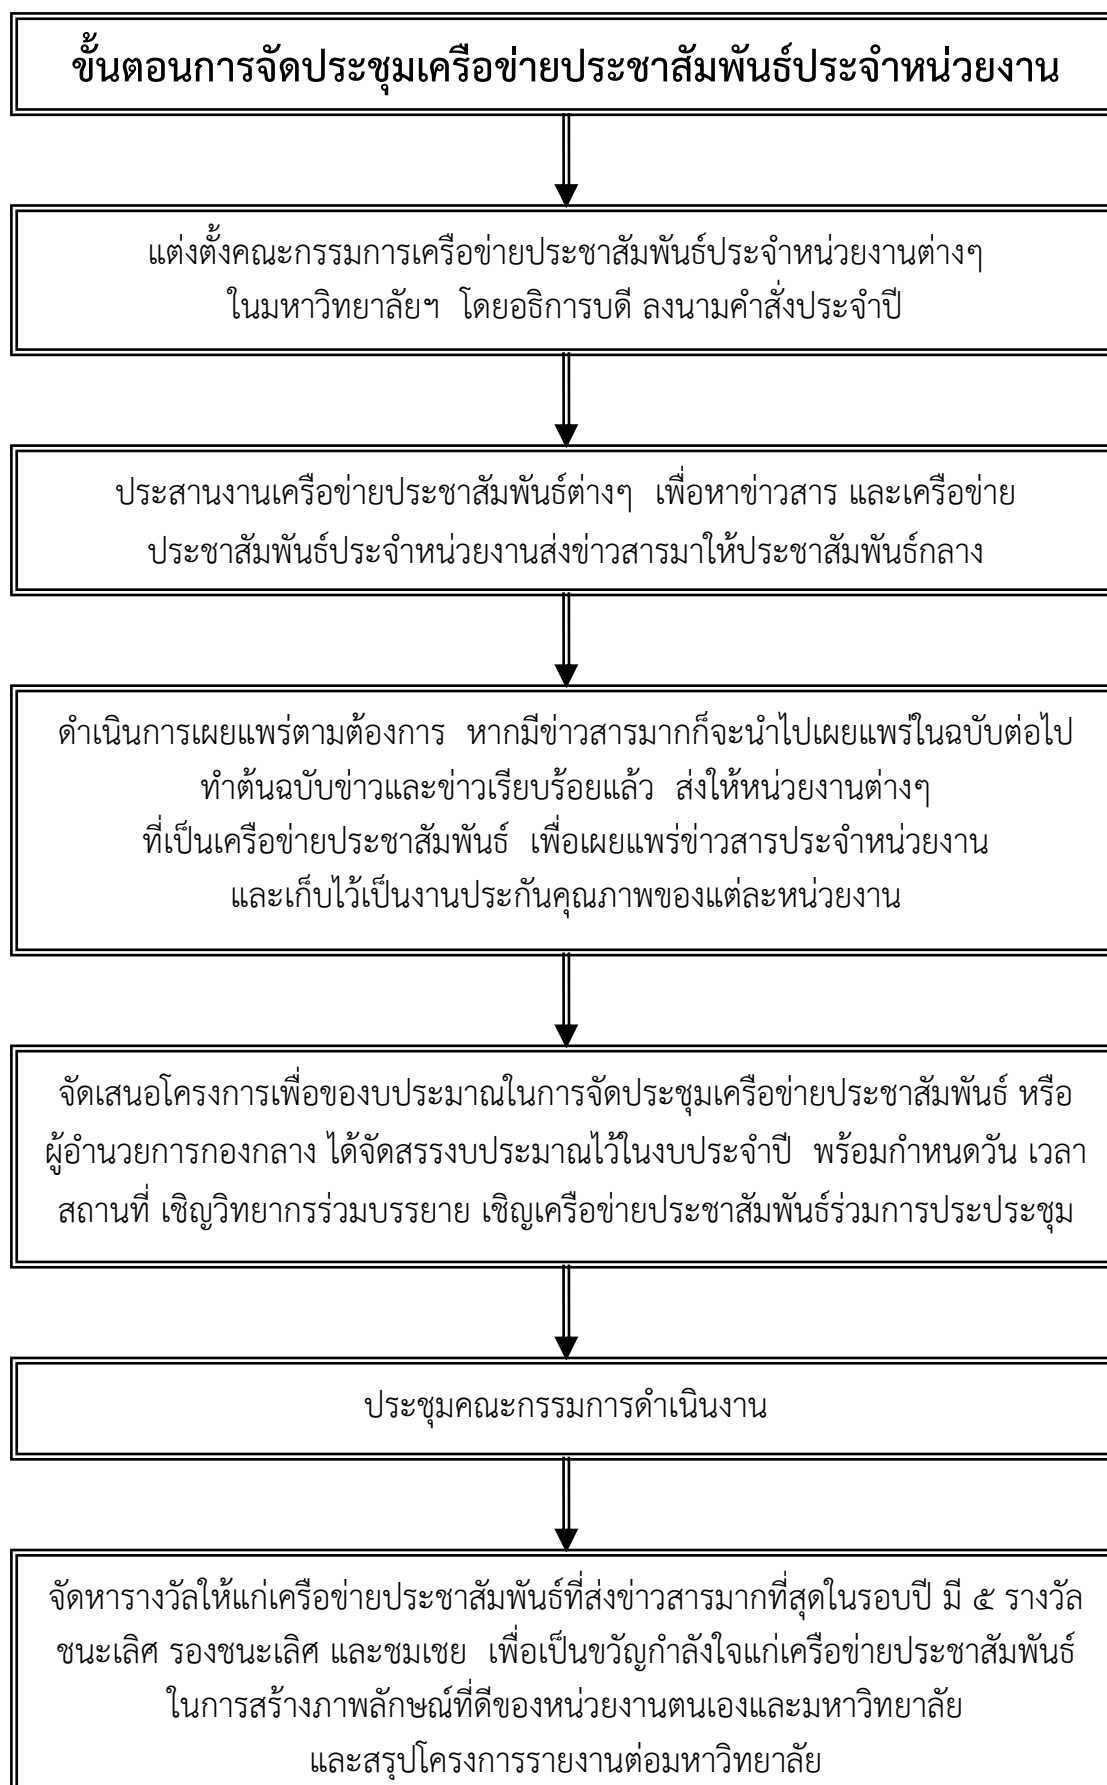 ขั้นตอนการจัดประชุมเครือข่ายประชาสัมพันธ์ประจำหน่วยงาน
แต่งตั้งคณะกรรมการเครือข่ายประชาสัมพันธ์ประจำหน่วยงานต่างๆ
ในมหาวิทยาลัยฯ โดยอธิการบดี ลงนามคำสั่งประจำปี
ประสานงานเครือข่ายประชาสัมพันธ์ต่างๆ เพื่อหาข่าวสาร และเครือข่าย
ประชาสัมพันธ์ประจำหน่วยงานส่งข่าวสารมาให้ประชาสัมพันธ์กลาง
ดำเนินการเผยแพร่ตามต้องการ หากมีข่าวสารมากก็จะนำไปเผยแพร่ในฉบับต่อไป
ทำต้นฉบับข่าวและข่าวเรียบร้อยแล้ว ส่งให้หน่วยงานต่างๆ
ที่เป็นเครือข่ายประชาสัมพันธ์ เพื่อเผยแพร่ข่าวสารประจำหน่วยงาน
และเก็บไว้เป็นงานประกันคุณภาพของแต่ละหน่วยงาน
จัดเสนอโครงการเพื่อของบประมาณในการจัดประชุมเครือข่ายประชาสัมพันธ์ หรือ
ผู้อำนวยการกองกลาง ได้จัดสรรงบประมาณไว้ในงบประจำปี พร้อมกำหนดวัน เวลา
สถานที่ เชิญวิทยากรร่วมบรรยาย เชิญเครือข่ายประชาสัมพันธ์ร่วมการประประชุม
ประชุมคณะกรรมการดำเนินงาน
จัดหารางวัลให้แก่เครือข่ายประชาสัมพันธ์ที่ส่งข่าวสารมากที่สุดในรอบปี มี ๕ รางวัล
ชนะเลิศ รองชนะเลิศ และชมเชย เพื่อเป็นขวัญกำลังใจแก่เครือข่ายประชาสัมพันธ์
ในการสร้างภาพลักษณ์ที่ดีของหน่วยงานตนเองและมหาวิทยาลัย
และสรุปโครงการรายงานต่อมหาวิทยาลัย